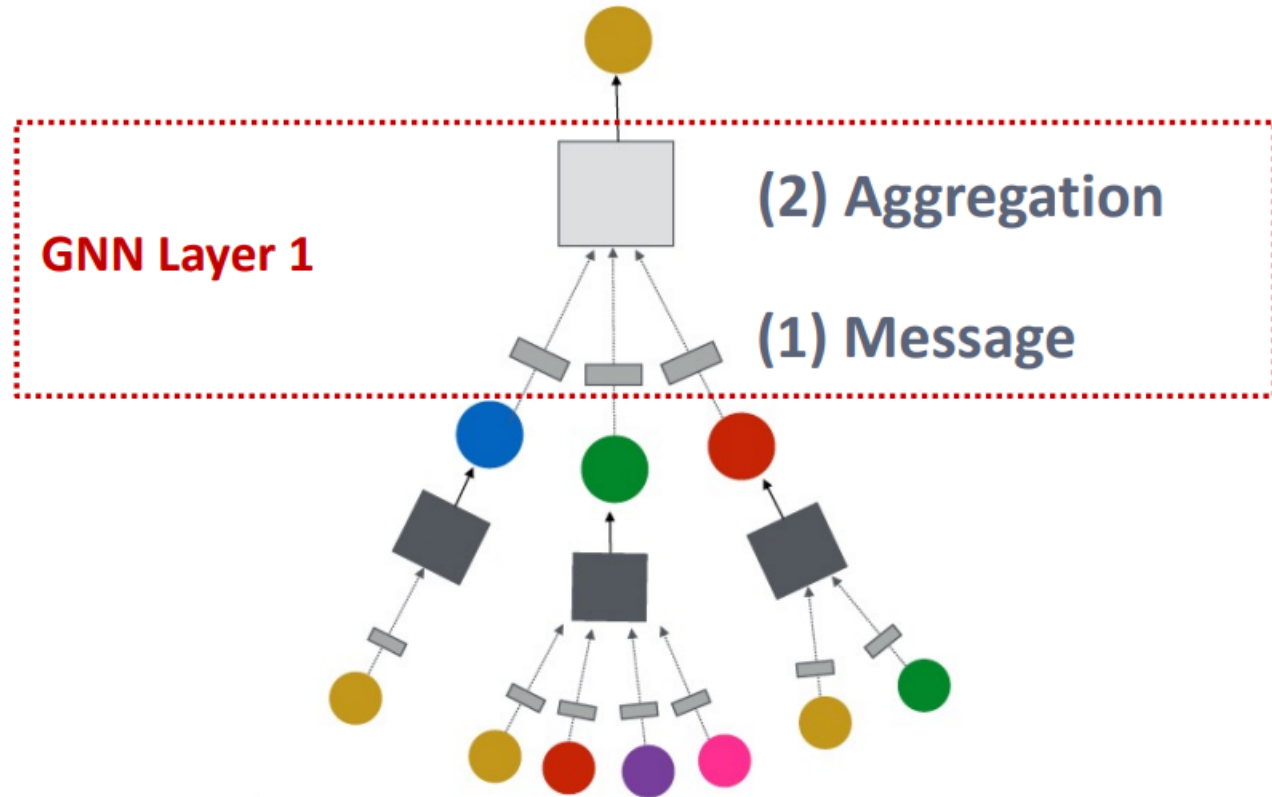 (2) Aggregation
GNN Layer 1
(1) Message